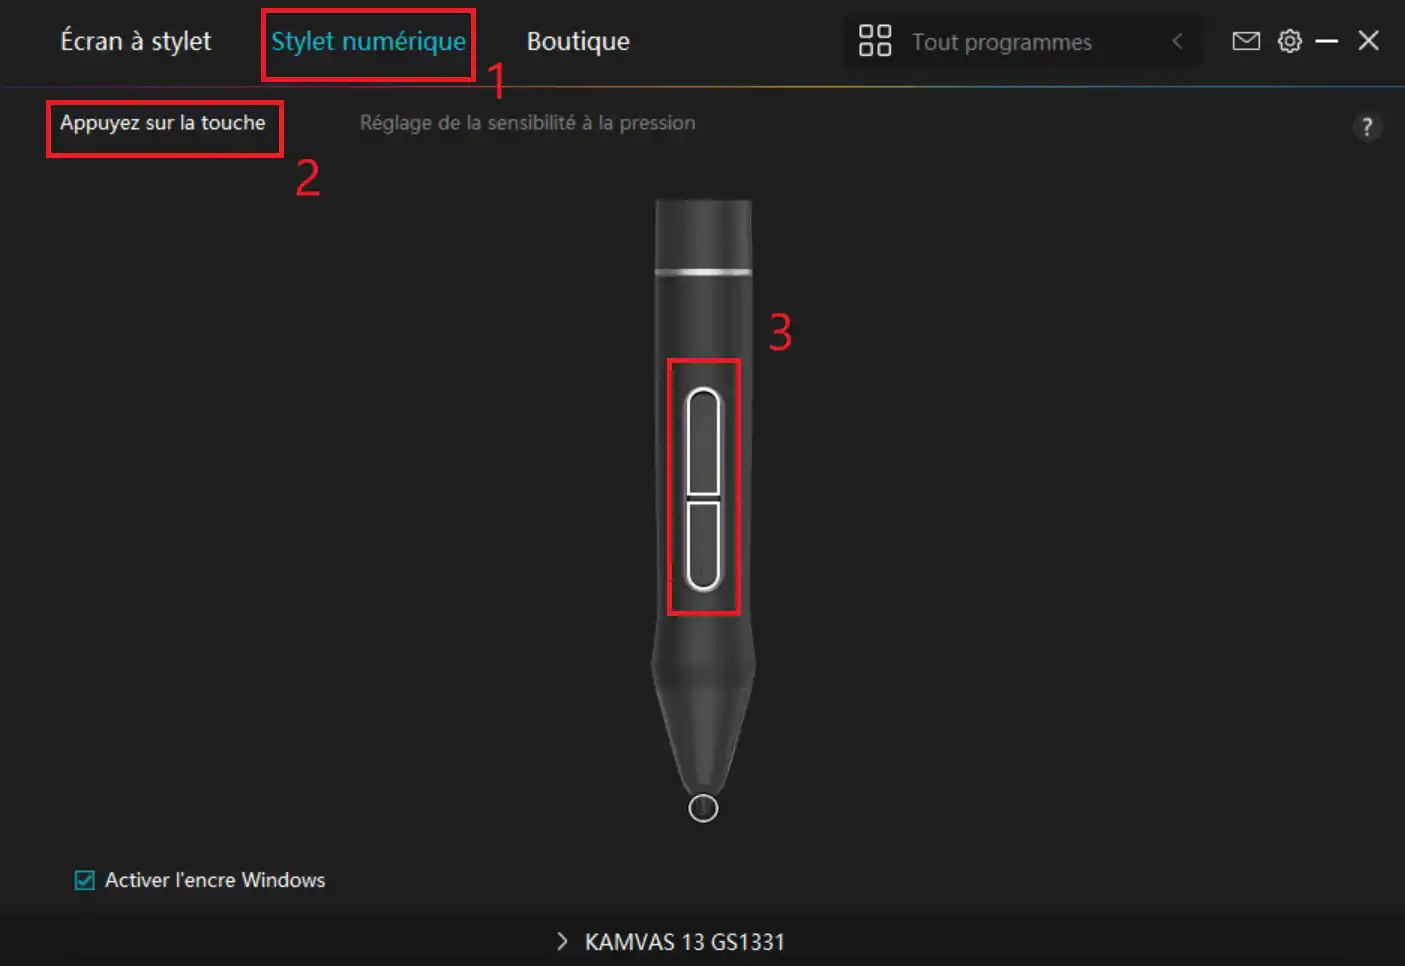 Écran à stylet
Stylet numérique
Boutique
Tout programmes
1
Appuyez sur la touche
Réglage de la sensibilité à la pression
?
2
3
Activer l'encre Windows
KAMVAS 13 GS1331